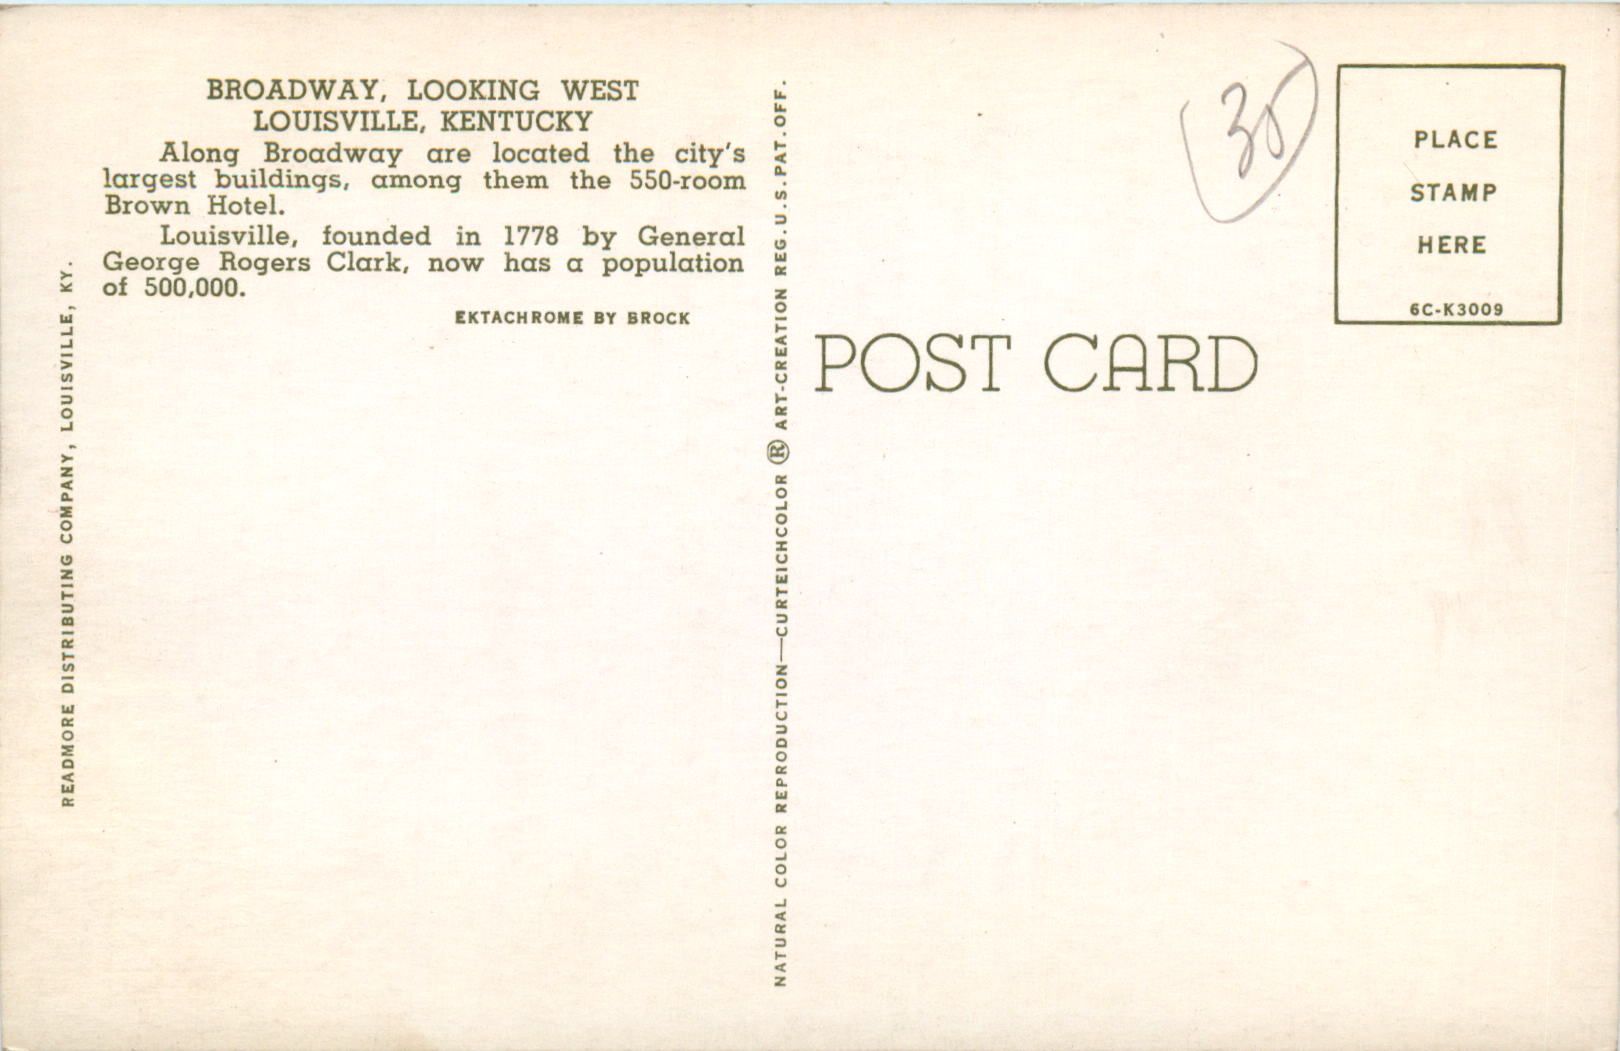 BROADWAY, LOOKING WEST
LOUISVILLE, KENTUCKY
Along Broadway are located the city's
largest buildings, among them the 550-room
Brown Hotel.
Louisville, founded in 1778 by General
George Rogers Clark, now has a population
of 500,000.
EKTACHROME BY BROCK
READMORE DISTRIBUTING COMPANY, LOUISVILLE, KY.
NATURAL COLOR REPRODUCTION—CURTEICHCOLOR ® ART-CREATION REG. U.S. PAT. OFF.
POST CARD
30
PLACE
STAMP
HERE
6C-K3009